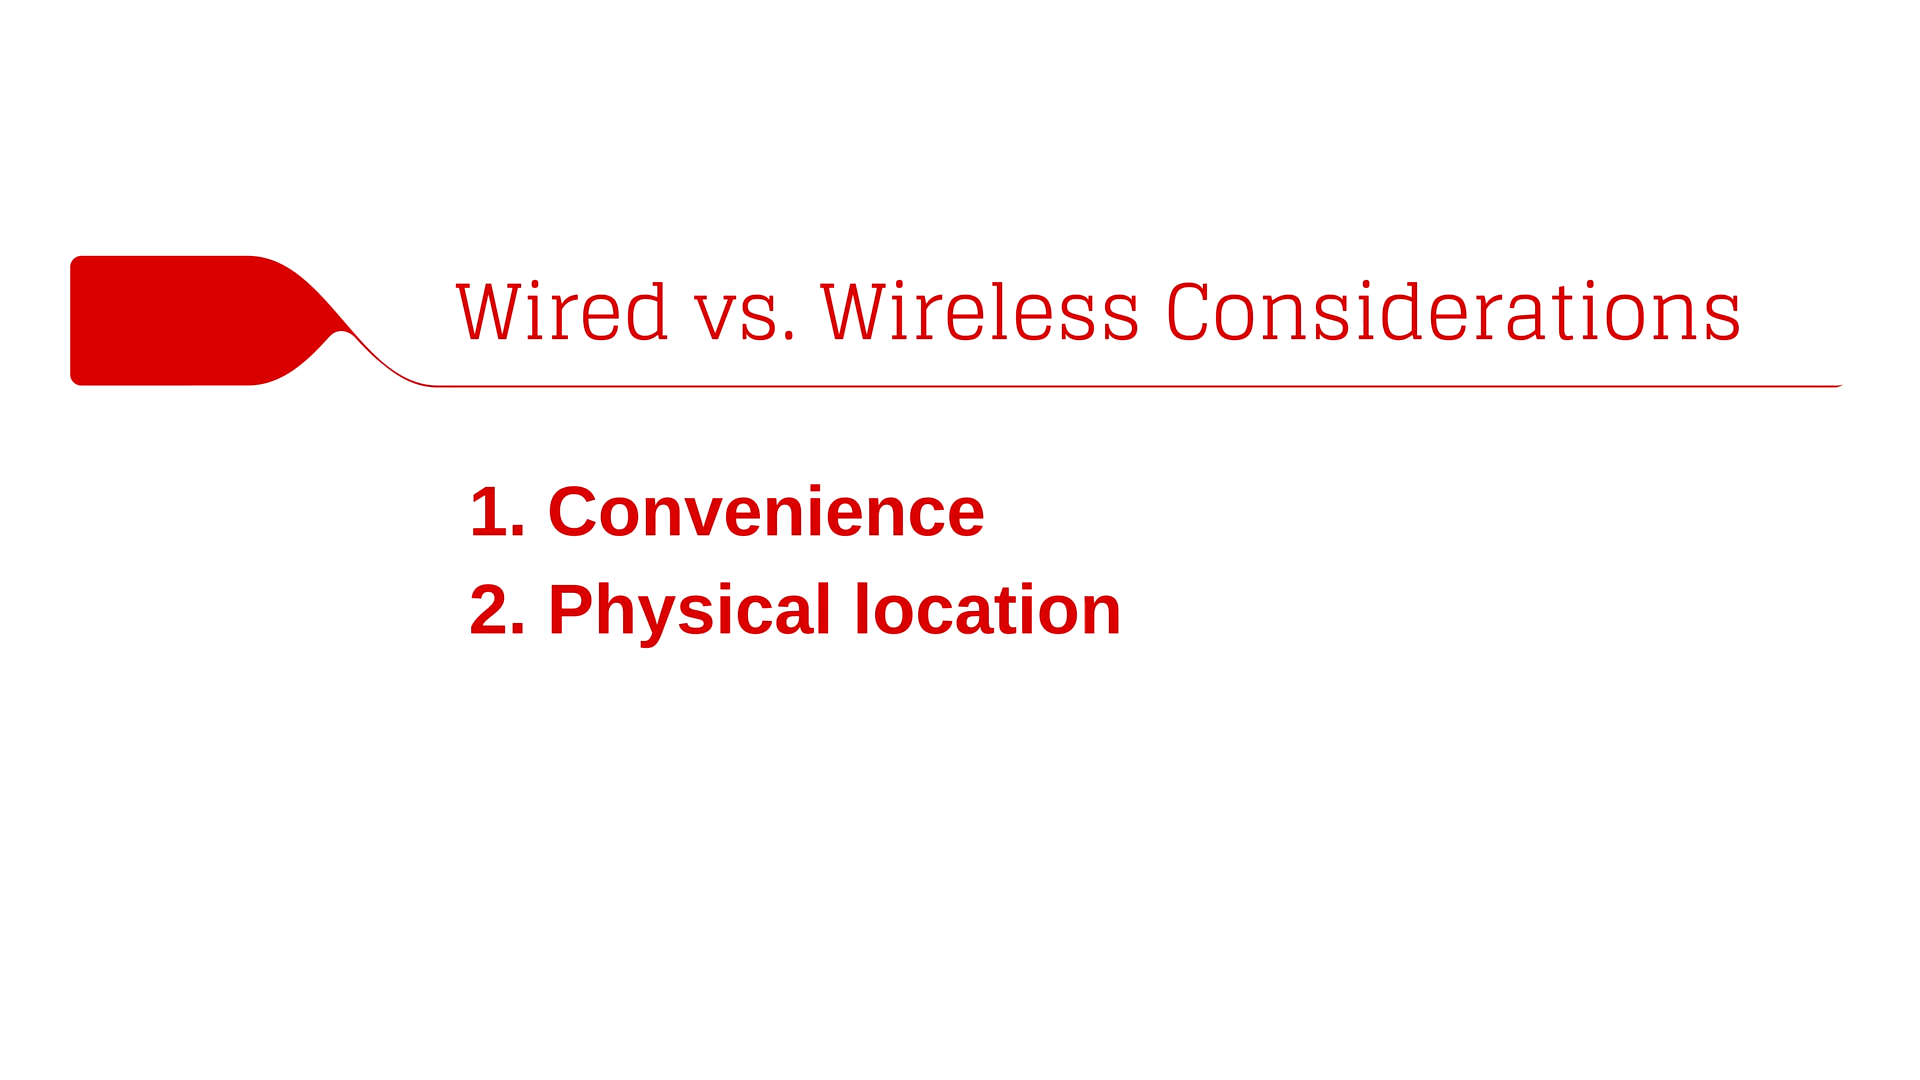 Wired vs. Wireless Considerations
1. Convenience
2. Physical location